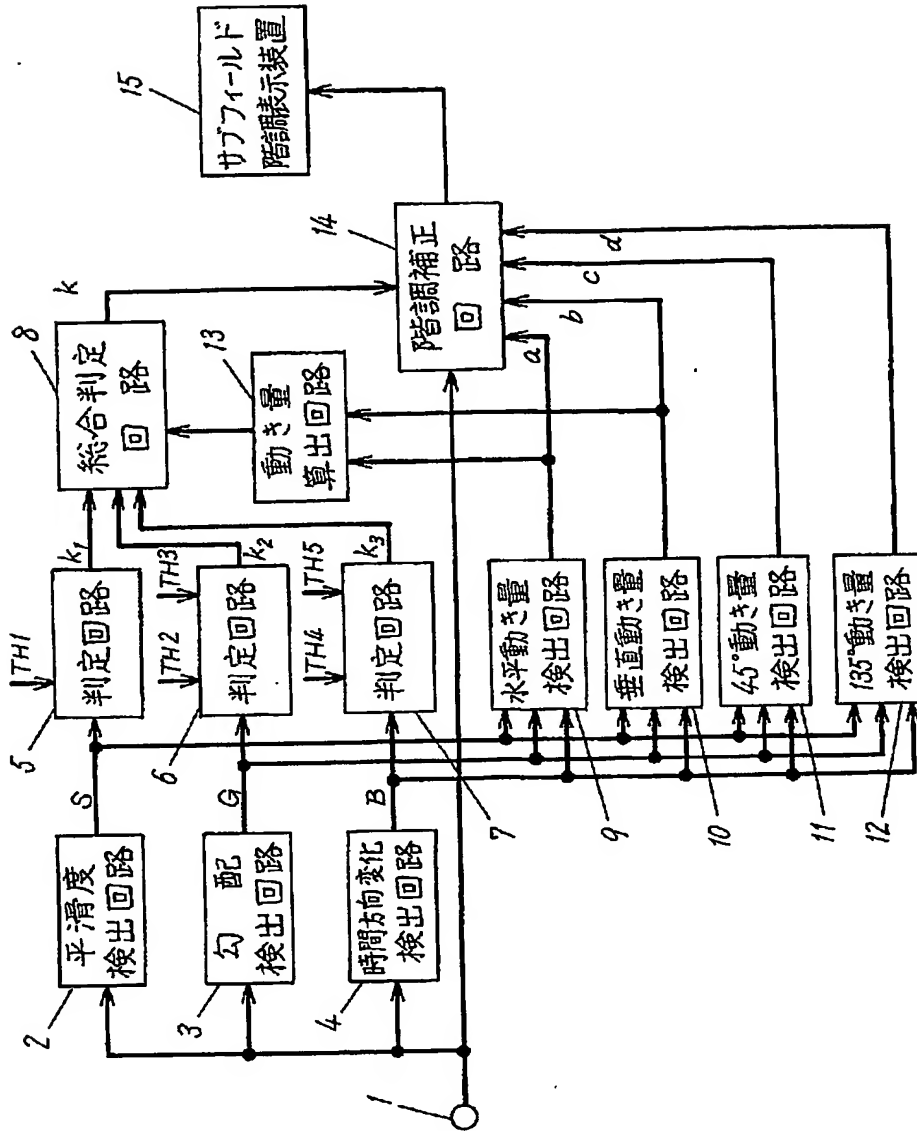 1
2
平滑度
検出回路
3
勾配
検出回路
4
時間方向変化
検出回路
S
G
B
TH1
5
判定回路
k1
TH2
TH3
6
判定回路
k2
TH4
TH5
7
判定回路
k3
8
総合判定
回路
k
9
水平動き量
検出回路
10
垂直動き量
検出回路
11
45°動き量
検出回路
12
135°動き量
検出回路
13
動き量
算出回路
a
b
c
d
14
階調補正
回路
15
サブフィールド
階調表示装置